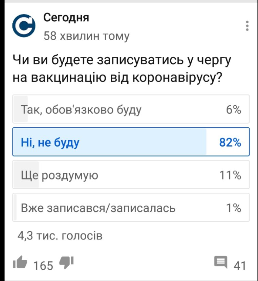 Сегодня
58 хвилин тому
Чи ви будете записуватись у чергу
на вакцинацію від коронавірусу?
Так, обов'язково буду 6%
Ні, не буду 82%
Ще роздумую 11%
Вже записався/записалась 1%
4,3 тис. голосів
165 41